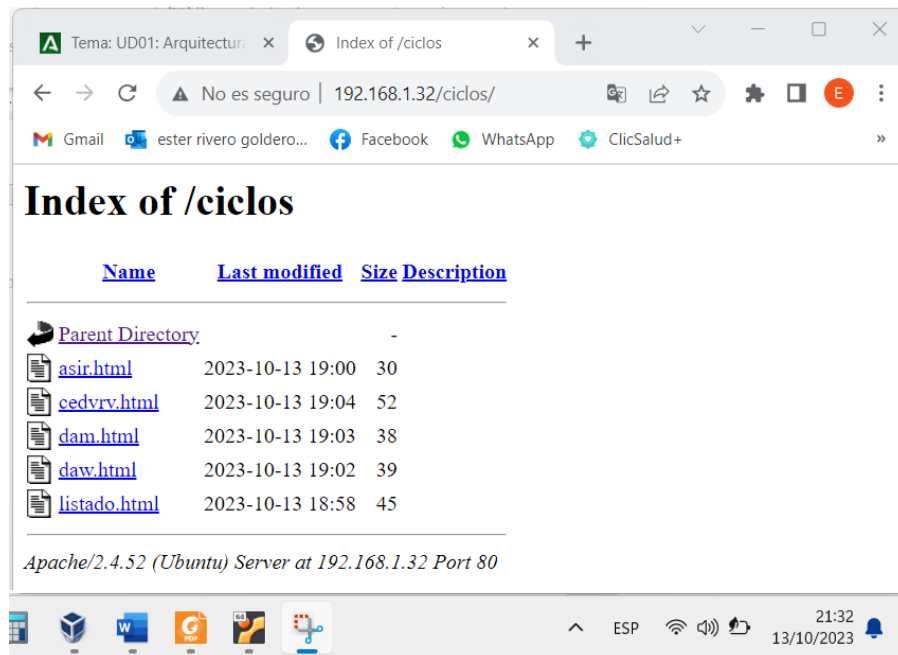 Tema: UD01: Arquitectura
Index of /ciclos
No es seguro | 192.168.1.32/ciclos/
E
Gmail
ester rivero goldero...
Facebook
WhatsApp
ClicSalud+
»
Index of /ciclos
Name Last modified Size Description
Parent Directory -
asir.html 2023-10-13 19:00 30
cedvrv.html 2023-10-13 19:04 52
dam.html 2023-10-13 19:03 38
daw.html 2023-10-13 19:02 39
listado.html 2023-10-13 18:58 45
Apache/2.4.52 (Ubuntu) Server at 192.168.1.32 Port 80
ESP
21:32
13/10/2023